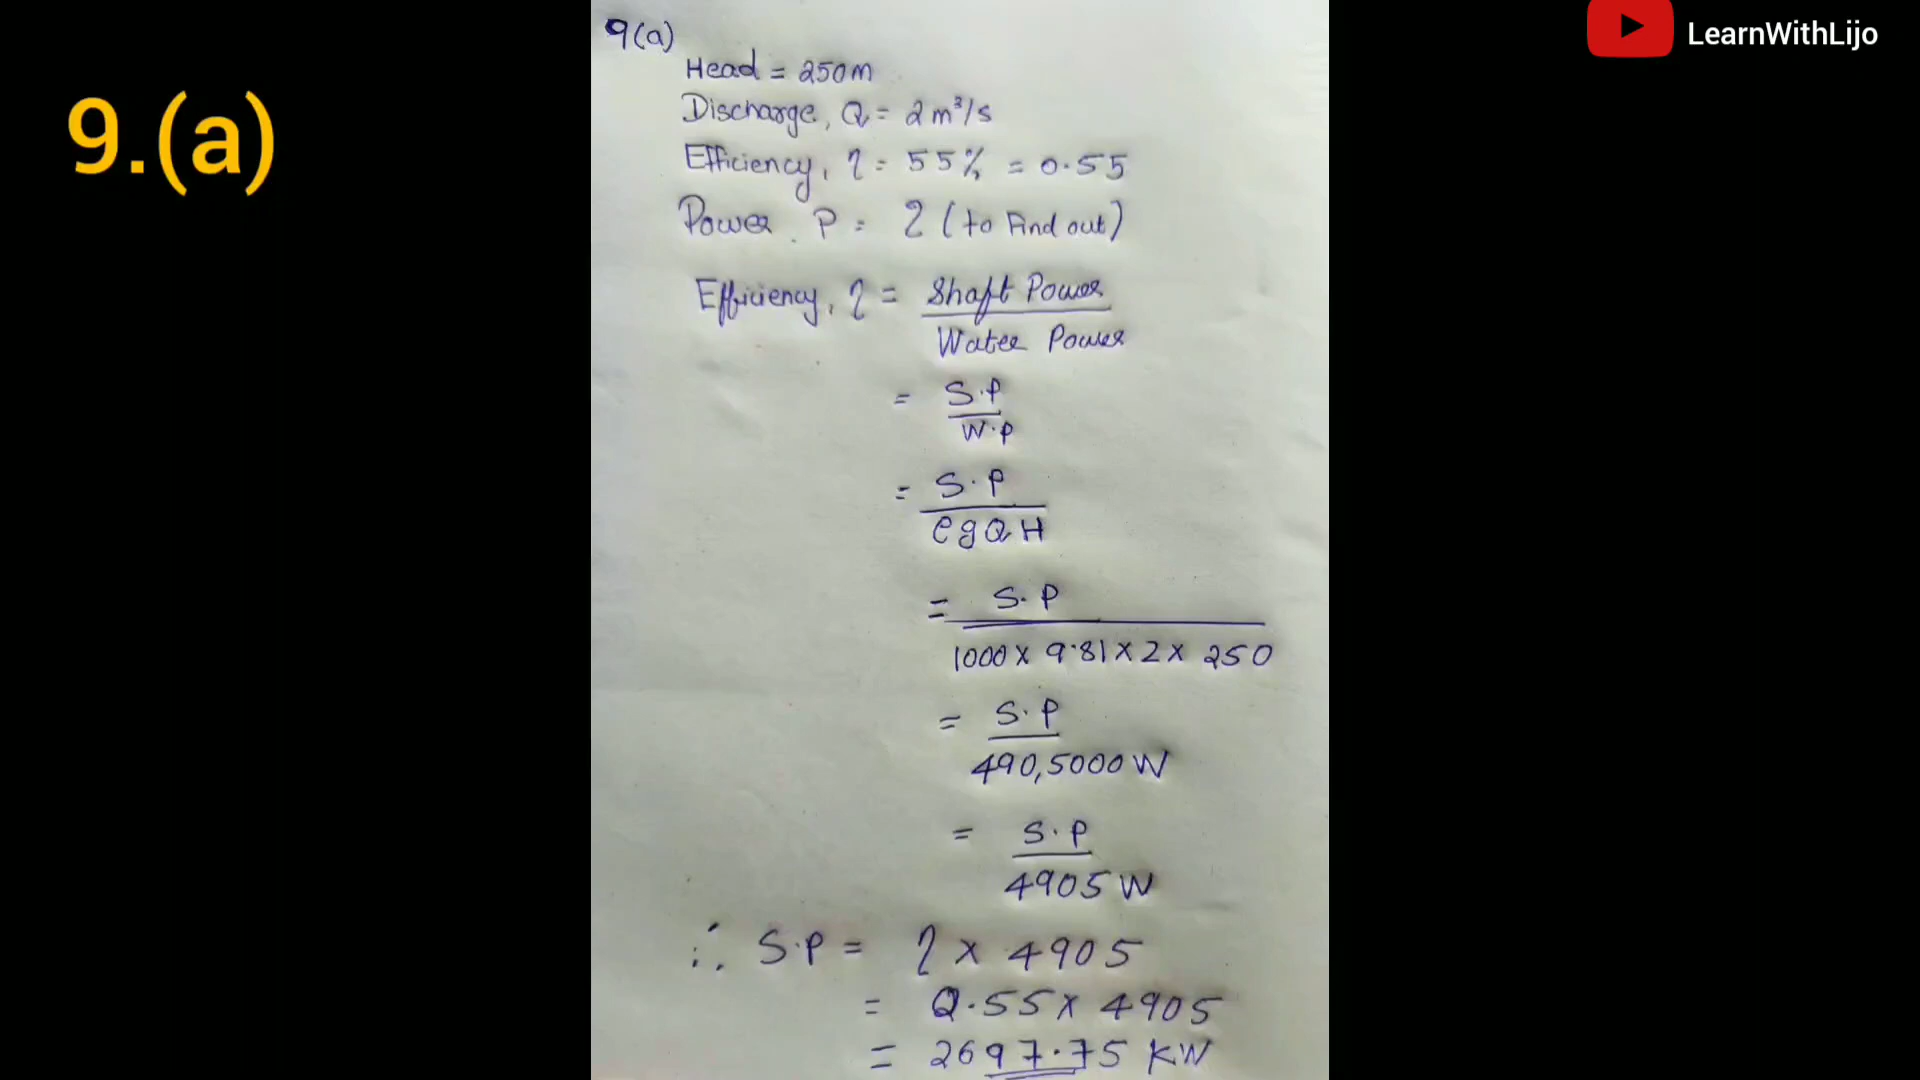 LearnWithLijo
9.(a)
9(a)
Head = 250m
Discharge, Q = 2 m³/s
Efficiency, η = 55% = 0.55
Power. P = ? (to Find out)
Efficiency, η = Shaft Power
Water Power
= S.P
W.P
= S.P
ρgQH
= S.P
1000 x 9.81 x 2 x 250
= S.P
490,5000 W
= S.P
4905 W
∴ S.P = η x 4905
= 0.55 x 4905
= 2697.75 KW